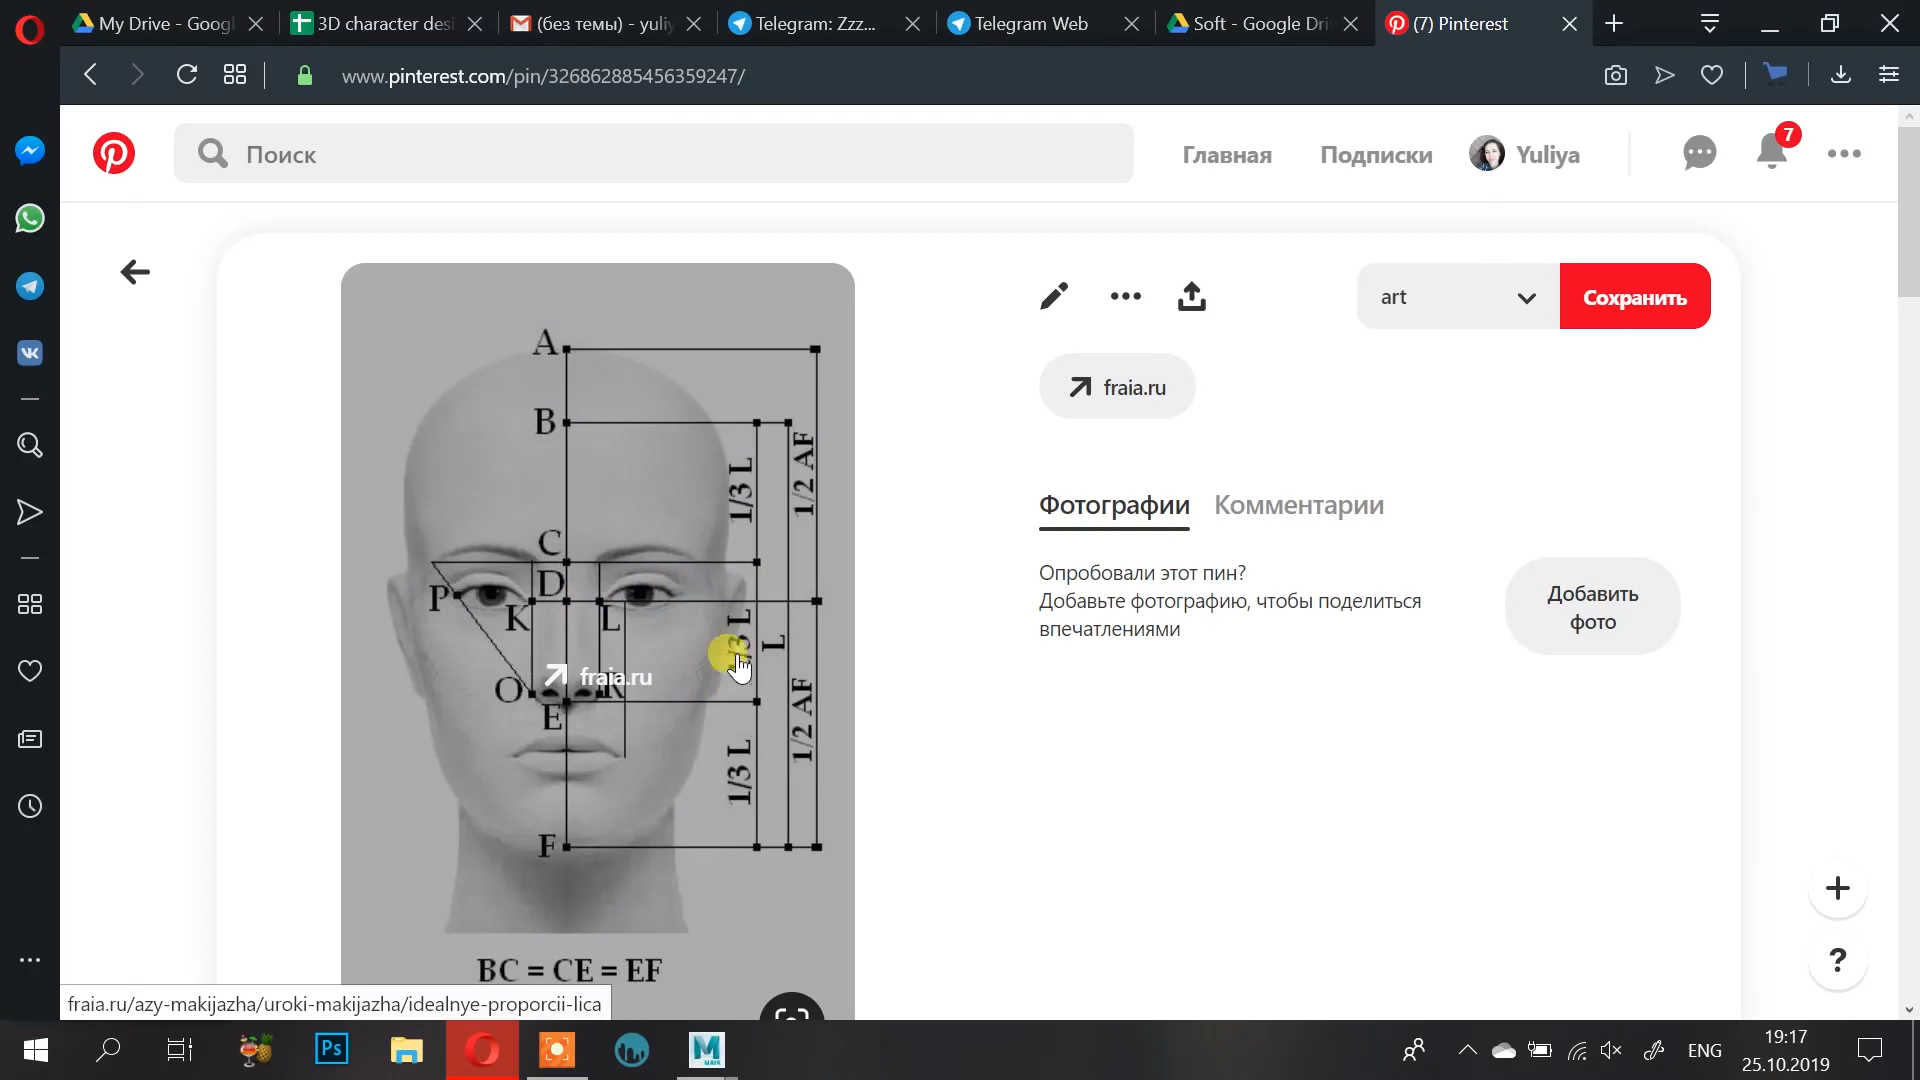 My Drive - Googl
3D character desi
(без темы) - yuliy
Telegram: Zzz...
Telegram Web
Soft - Google Dri
(7) Pinterest
www.pinterest.com/pin/326862885456359247/
Поиск
Главная
Подписки
Yuliya
7
art
Сохранить
fraia.ru
Фотографии
Комментарии
Опробовали этот пин?
Добавьте фотографию, чтобы поделиться
впечатлениями
Добавить
фото
A
B
1/3 L
1/2 AF
C
D
P
K
L
1/3 L
L
fraia.ru
O
R
E
1/2 AF
1/3 L
F
BC = CE = EF
?
fraia.ru/azy-makijazha/uroki-makijazha/idealnye-proporcii-lica
Ps
M
MAYA
ENG
19:17
25.10.2019